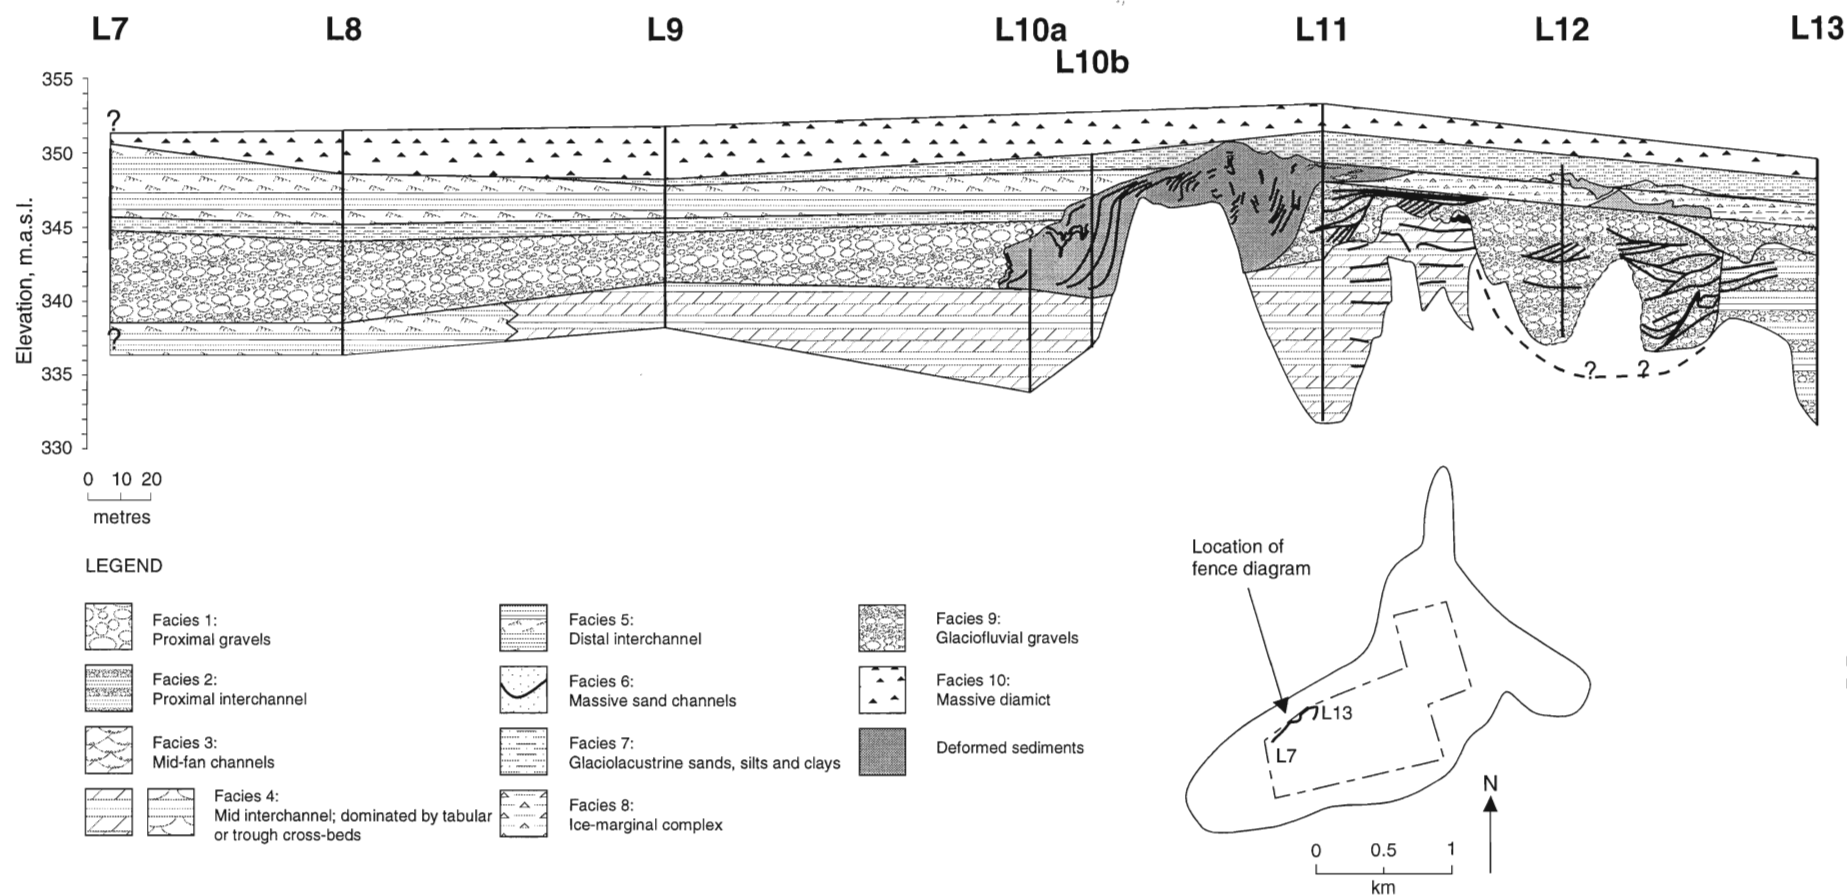 L7 L8 L9 L10a L11 L12 L13
L10b
355
350
345
340
335
330
Elevation, m.a.s.l.
?
?
?
? ?
0 10 20
metres
LEGEND
Facies 1:
Proximal gravels
Facies 2:
Proximal interchannel
Facies 3:
Mid-fan channels
Facies 4:
Mid interchannel; dominated by tabular
or trough cross-beds
Facies 5:
Distal interchannel
Facies 6:
Massive sand channels
Facies 7:
Glaciolacustrine sands, silts and clays
Facies 8:
Ice-marginal complex
Facies 9:
Glaciofluvial gravels
Facies 10:
Massive diamict
Deformed sediments
Location of
fence diagram
L13
L7
N
0 0.5 1
km